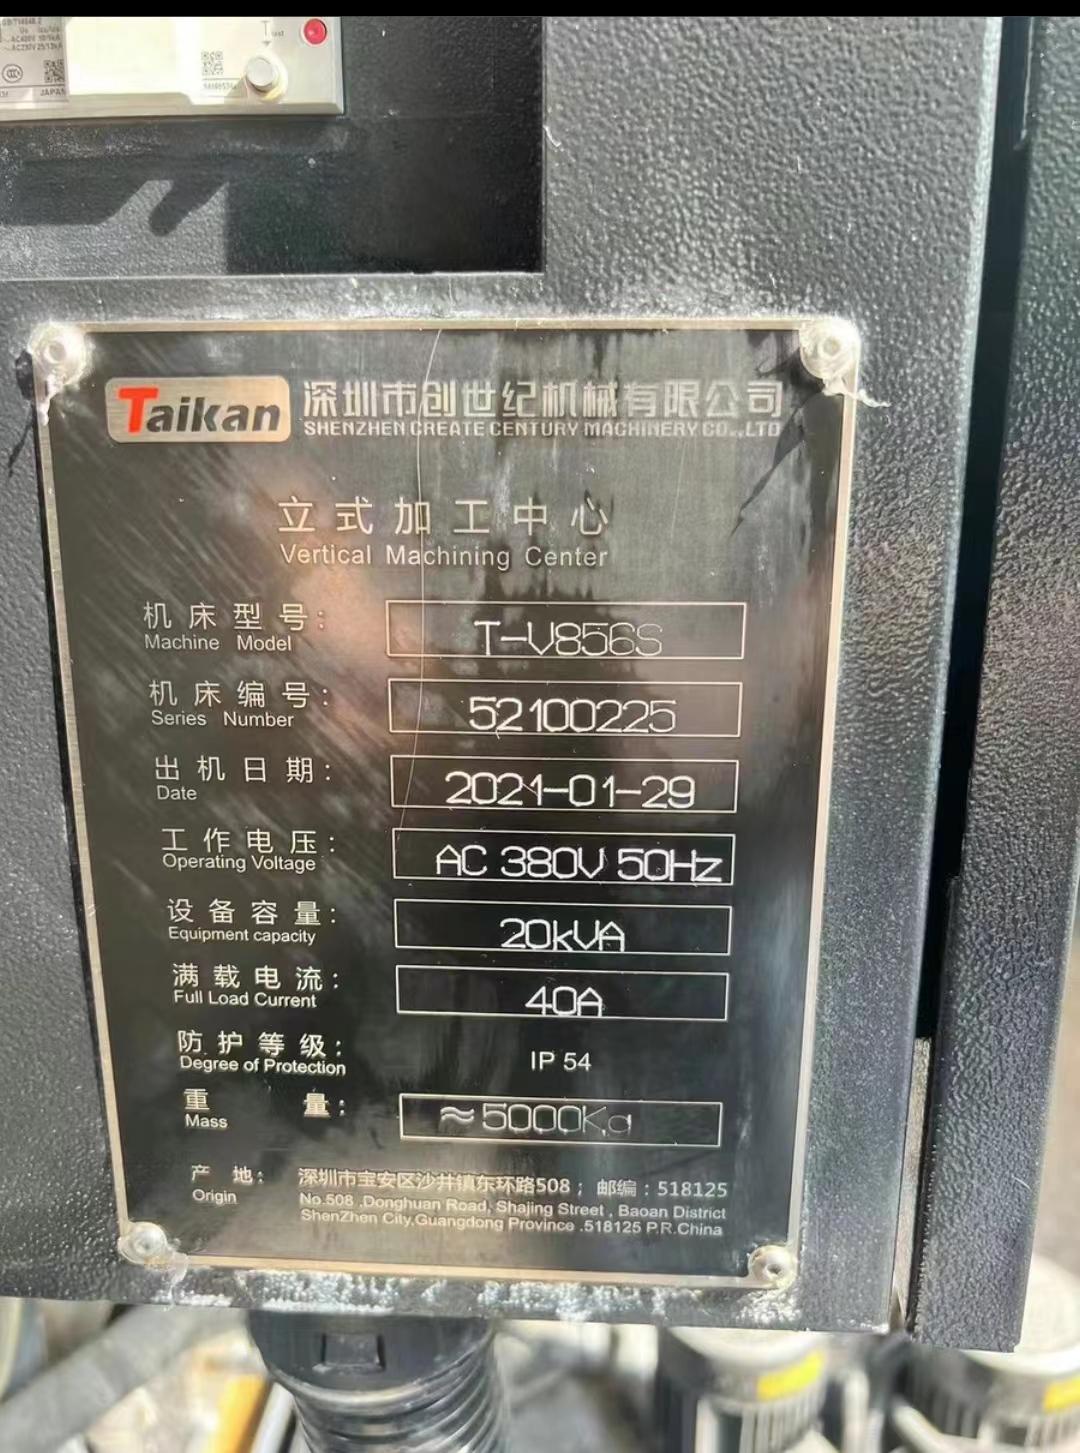 Test
JAPAN
Taikan 深圳市创世纪机械有限公司
SHENZHEN CREATE CENTURY MACHINERY CO.,LTD
立式加工中心
Vertical Machining Center
机床型号: T-V856S
Machine Model
机床编号: 52100225
Series Number
出机日期: 2021-01-29
Date
工作电压: AC 380V 50Hz
Operating Voltage
设备容量: 20kVA
Equipment capacity
满载电流: 40A
Full Load Current
防护等级: IP 54
Degree of Protection
重量: ≈5000Kg
Mass
产地: 深圳市宝安区沙井镇东环路508; 邮编:518125
Origin No.508 ,Donghuan Road, Shajing Street , Baoan District
ShenZhen City,Guangdong Province .518125 P.R.China